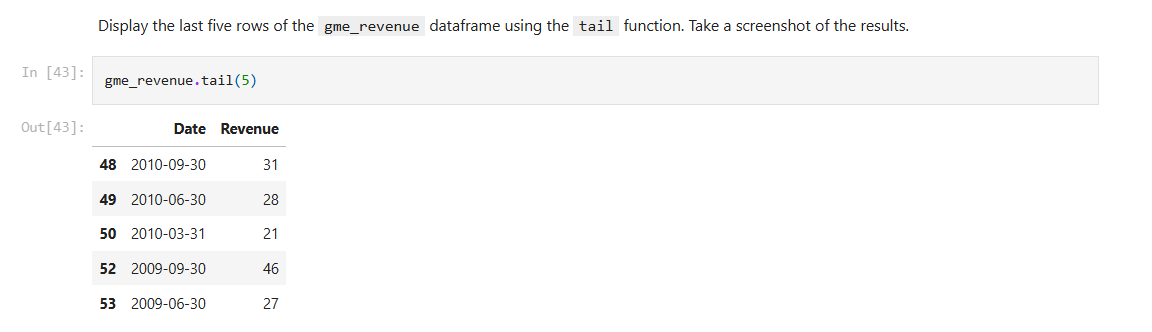 Display the last five rows of the gme_revenue dataframe using the tail function. Take a screenshot of the results.
In [43]: gme_revenue.tail(5)
Out[43]:
Date Revenue
48 2010-09-30 31
49 2010-06-30 28
50 2010-03-31 21
52 2009-09-30 46
53 2009-06-30 27